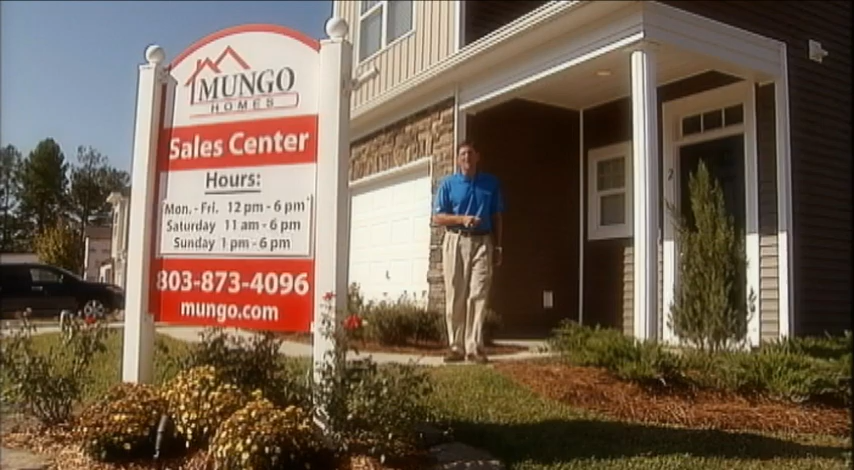 MUNGO
HOMES
Sales Center
Hours:
Mon. - Fri. 12 pm - 6 pm
Saturday 11 am - 6 pm
Sunday 1 pm - 6 pm
803-873-4096
mungo.com